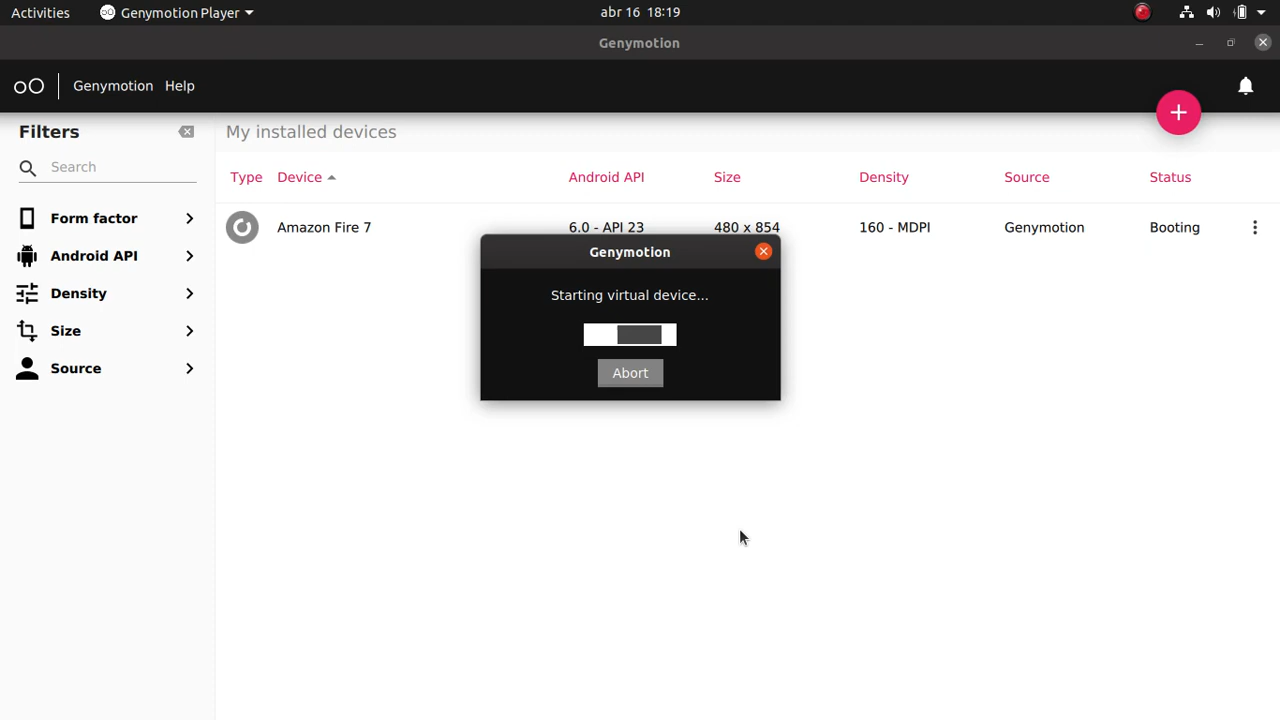 Activities Genymotion Player abr 16 18:19
Genymotion
Genymotion Help
Filters
Search
Form factor
Android API
Density
Size
Source
My installed devices
Type Device Android API Size Density Source Status
Amazon Fire 7 6.0 - API 23 480 x 854 160 - MDPI Genymotion Booting
Genymotion
Starting virtual device...
Abort